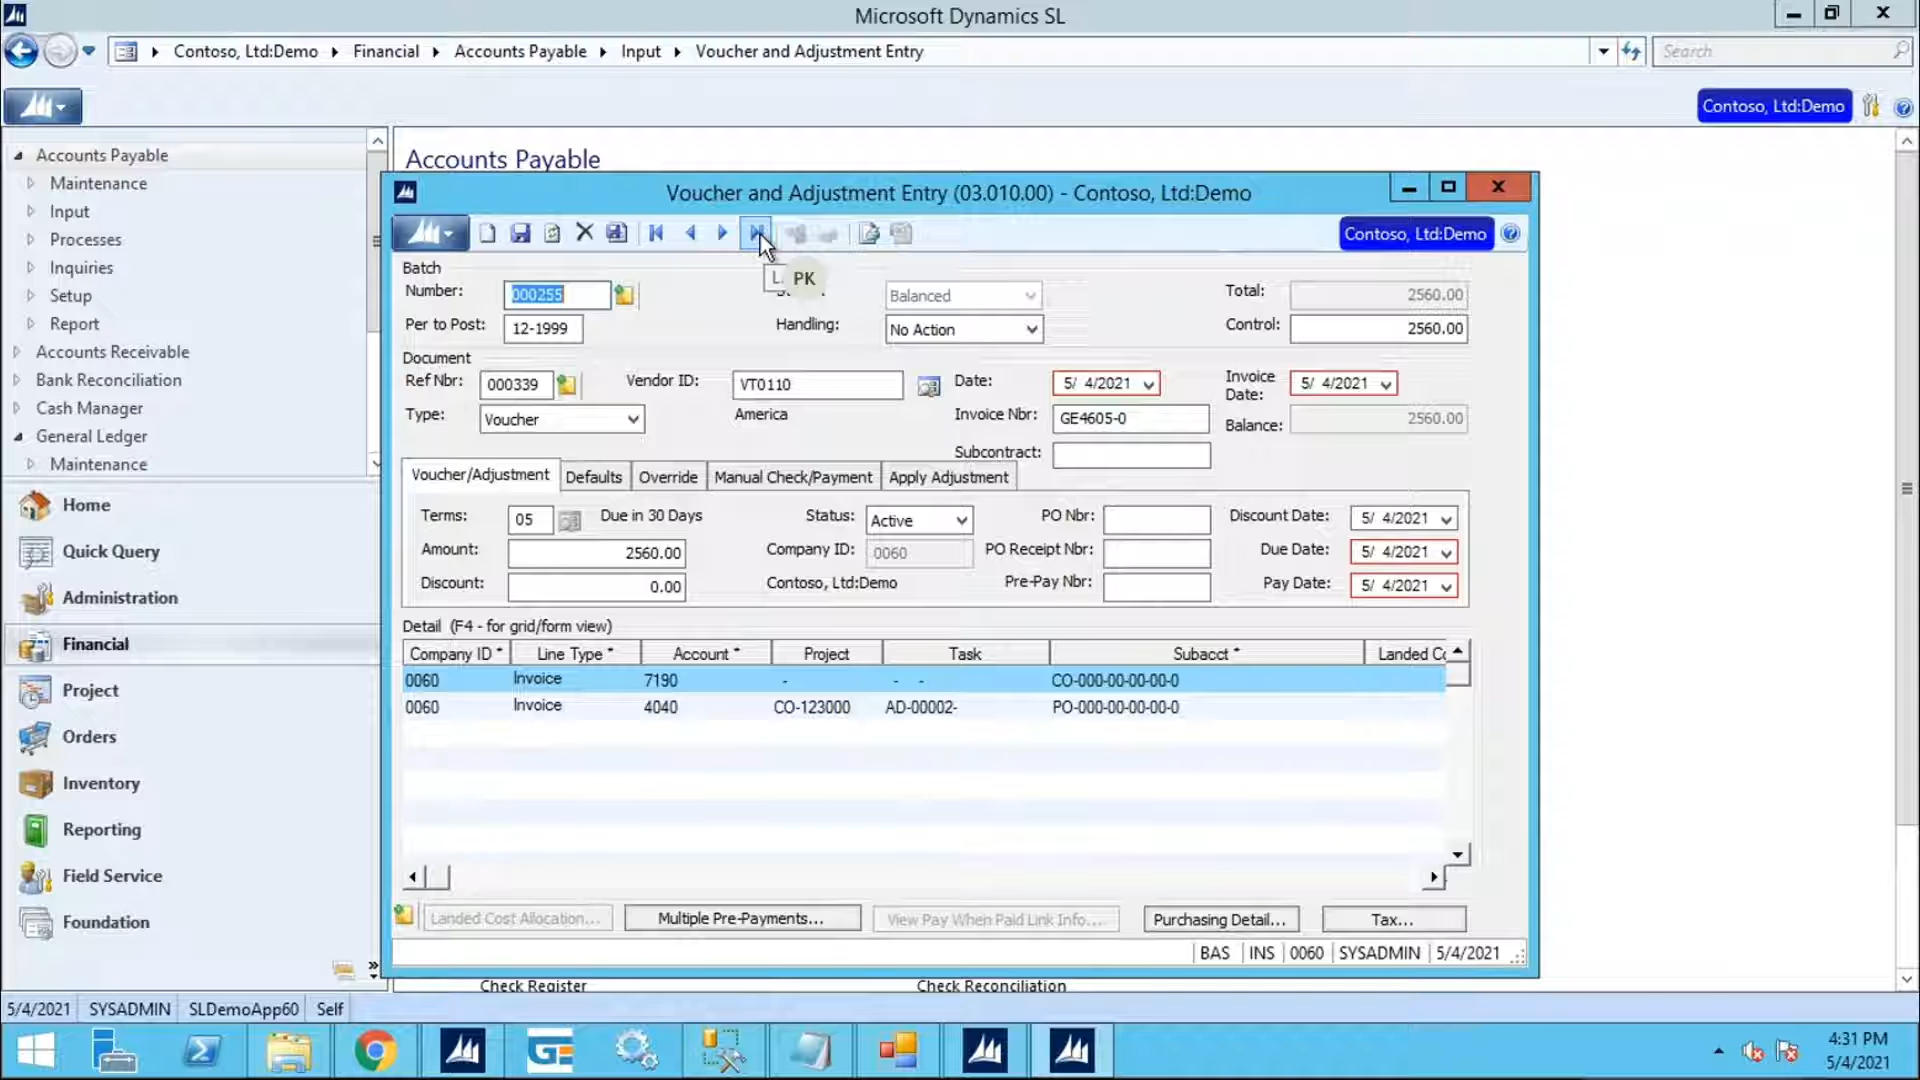 Microsoft Dynamics SL
Contoso, Ltd:Demo Financial Accounts Payable Input Voucher and Adjustment Entry
Search
Contoso, Ltd:Demo
Accounts Payable
Maintenance
Input
Processes
Inquiries
Setup
Report
Accounts Receivable
Bank Reconciliation
Cash Manager
General Ledger
Maintenance
Home
Quick Query
Administration
Financial
Project
Orders
Inventory
Reporting
Field Service
Foundation
Accounts Payable
Voucher and Adjustment Entry (03.010.00) - Contoso, Ltd:Demo
Contoso, Ltd:Demo
PK
Batch
Number: 000255 Balanced Total: 2560.00
Per to Post: 12-1999 Handling: No Action Control: 2560.00
Document
Ref Nbr: 000339 Vendor ID: VT0110 Date: 5/ 4/2021 Invoice Date: 5/ 4/2021
Type: Voucher America Invoice Nbr: GE4605-0 Balance: 2560.00
Subcontract:
Voucher/Adjustment Defaults Override Manual Check/Payment Apply Adjustment
Terms: 05 Due in 30 Days Status: Active PO Nbr: Discount Date: 5/ 4/2021
Amount: 2560.00 Company ID: 0060 PO Receipt Nbr: Due Date: 5/ 4/2021
Discount: 0.00 Contoso, Ltd:Demo Pre-Pay Nbr: Pay Date: 5/ 4/2021
Detail (F4 - for grid/form view)
Company ID * Line Type * Account * Project Task Subacct * Landed Cc
0060 Invoice 7190 - - - CO-000-00-00-00-0
0060 Invoice 4040 CO-123000 AD-00002- PO-000-00-00-00-0
Landed Cost Allocation... Multiple Pre-Payments... View Pay When Paid Link Info... Purchasing Detail... Tax...
BAS INS 0060 SYSADMIN 5/4/2021
Check Register Check Reconciliation
5/4/2021 SYSADMIN SLDemoApp60 Self
4:31 PM
5/4/2021